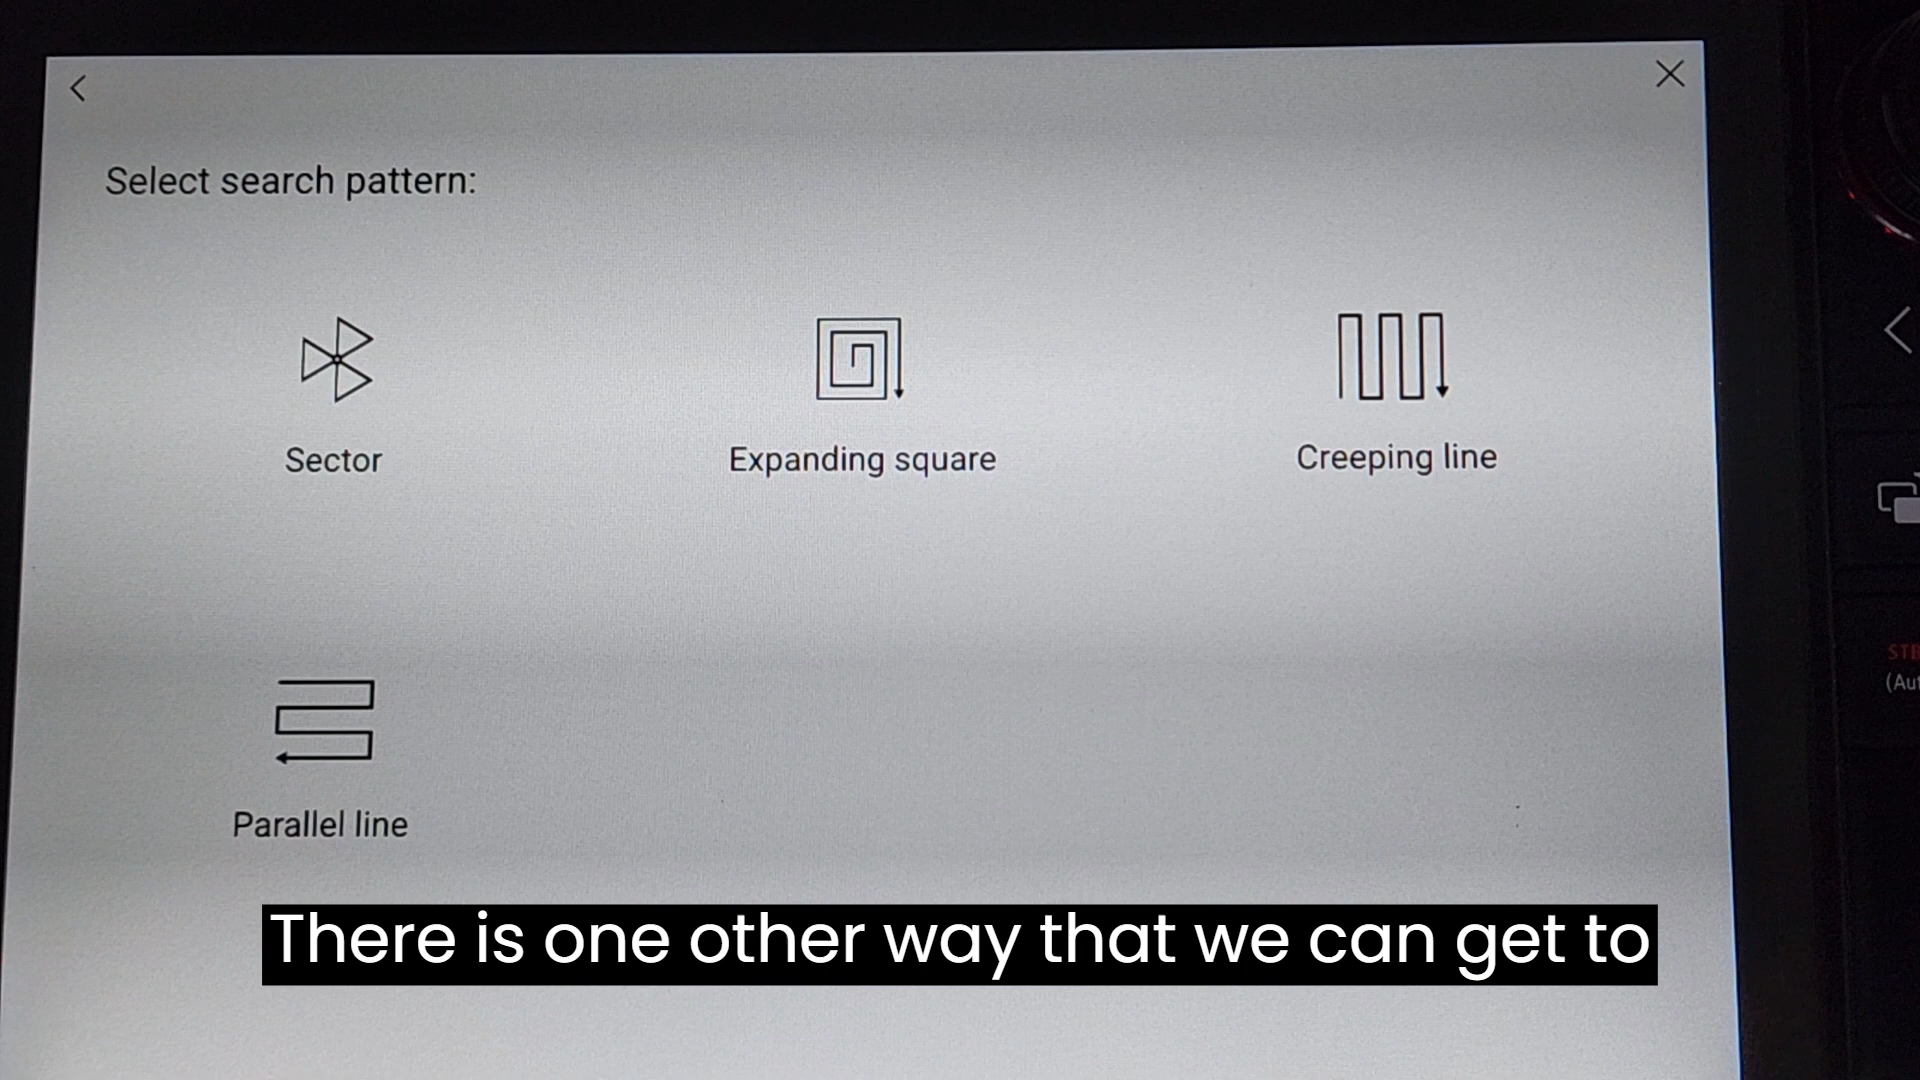 Select search pattern:
Sector
Expanding square
Creeping line
Parallel line
There is one other way that we can get to